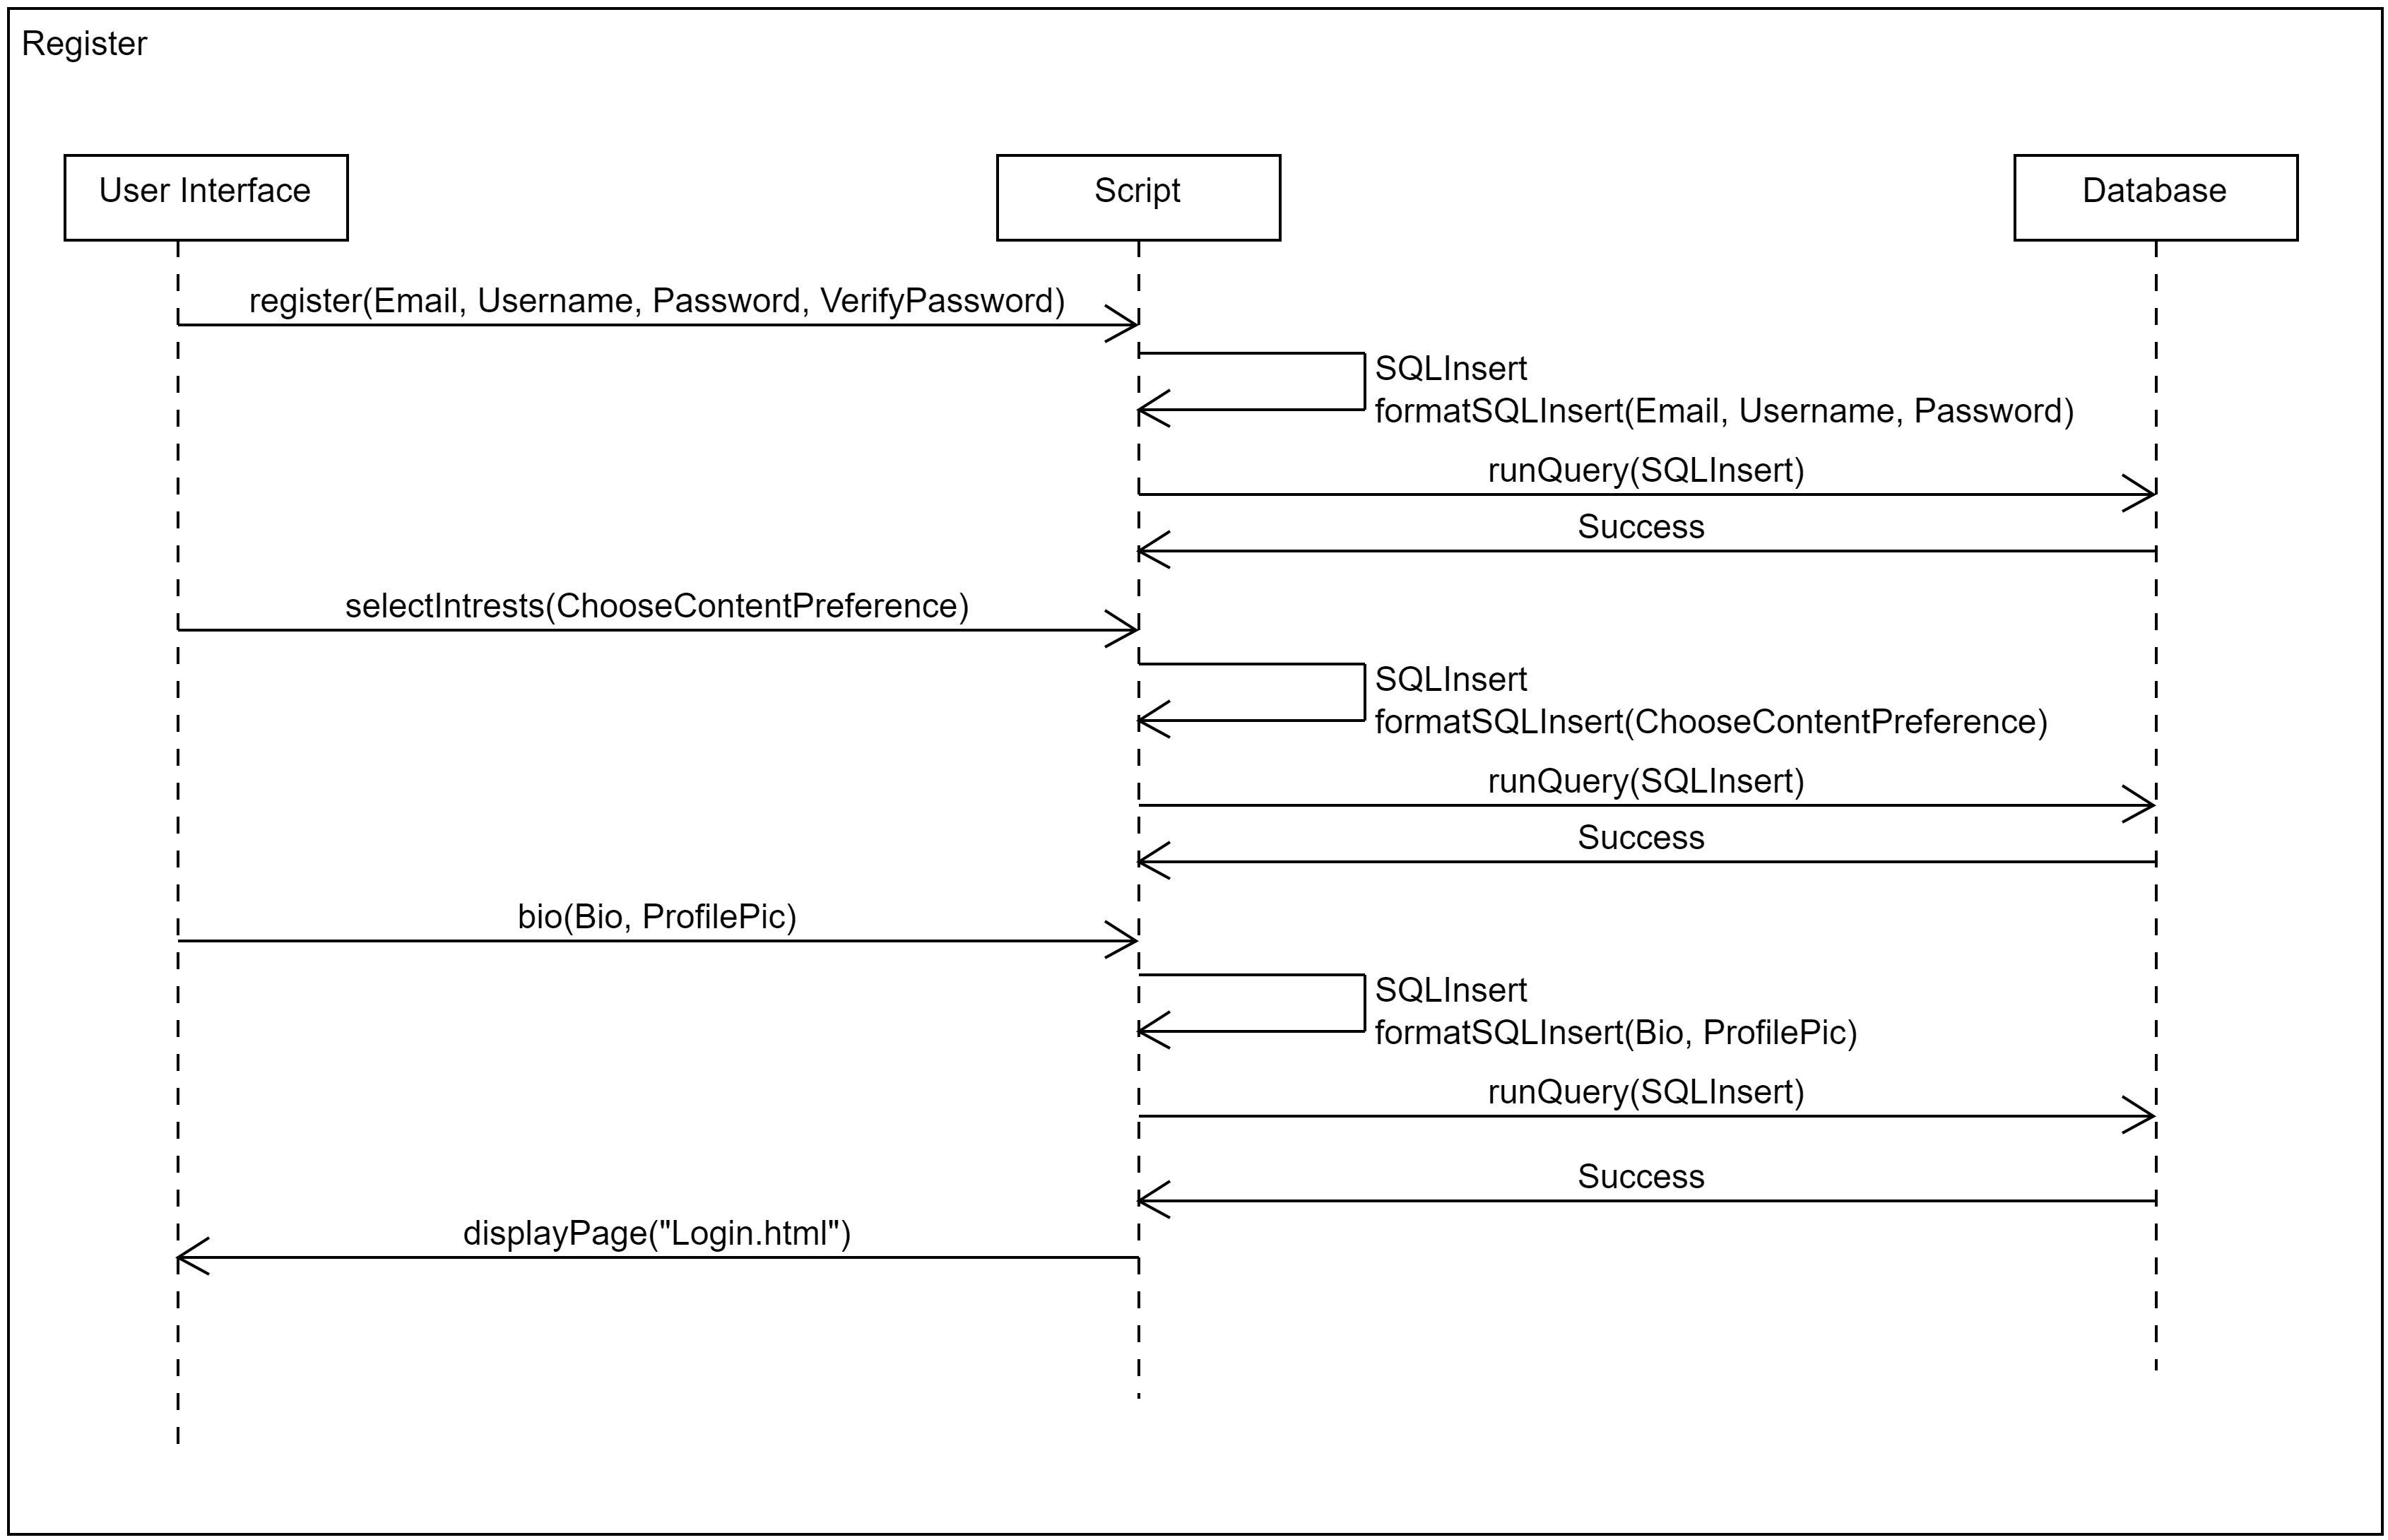 Register
User Interface
Script
Database
register(Email, Username, Password, VerifyPassword)
SQLInsert
formatSQLInsert(Email, Username, Password)
runQuery(SQLInsert)
Success
selectIntrests(ChooseContentPreference)
SQLInsert
formatSQLInsert(ChooseContentPreference)
runQuery(SQLInsert)
Success
bio(Bio, ProfilePic)
SQLInsert
formatSQLInsert(Bio, ProfilePic)
runQuery(SQLInsert)
Success
displayPage("Login.html")